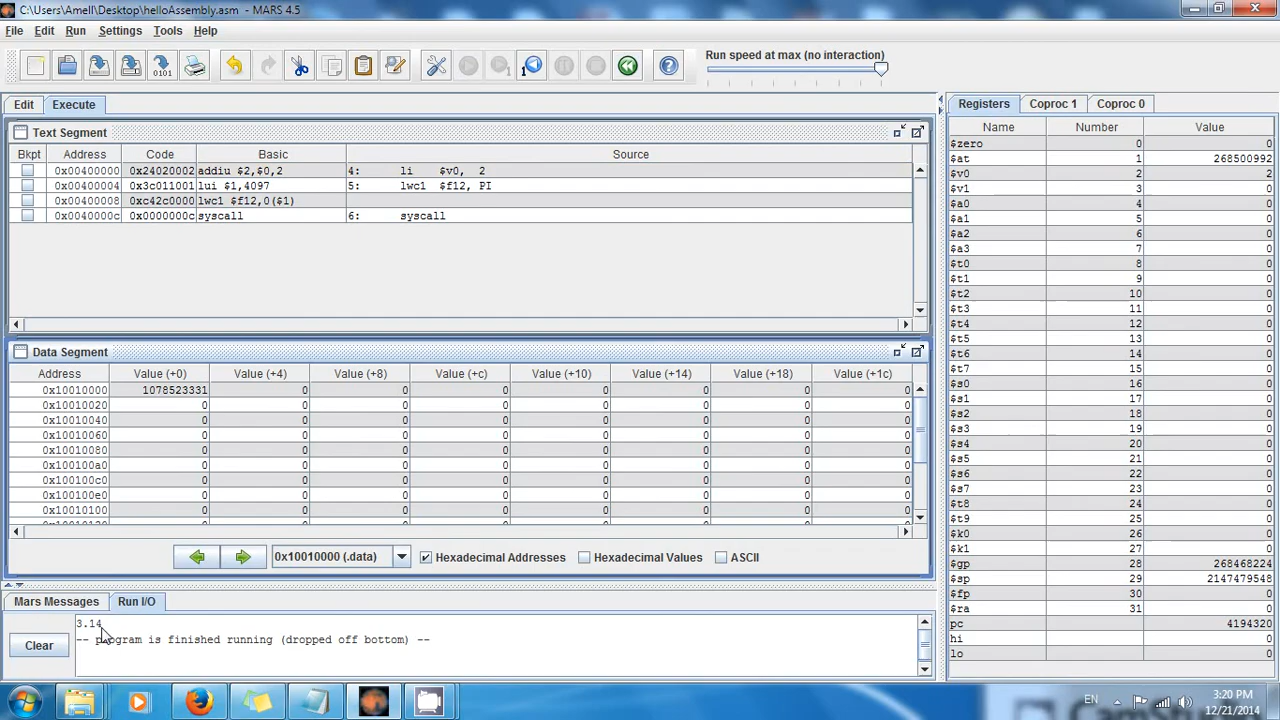 C:\Users\Amell\Desktop\helloAssembly.asm - MARS 4.5
File Edit Run Settings Tools Help
Run speed at max (no interaction)
Edit Execute
Text Segment
Bkpt Address Code Basic Source
0x00400000 0x24020002 addiu $2,$0,2 4: li $v0, 2
0x00400004 0x3c011001 lui $1,4097 5: lwc1 $f12, PI
0x00400008 0xc42c0000 lwc1 $f12,0($1)
0x0040000c 0x0000000c syscall 6: syscall
Data Segment
Address Value (+0) Value (+4) Value (+8) Value (+c) Value (+10) Value (+14) Value (+18) Value (+1c)
0x10010000 1078523331 0 0 0 0 0 0 0
0x10010020 0 0 0 0 0 0 0 0
0x10010040 0 0 0 0 0 0 0 0
0x10010060 0 0 0 0 0 0 0 0
0x10010080 0 0 0 0 0 0 0 0
0x100100a0 0 0 0 0 0 0 0 0
0x100100c0 0 0 0 0 0 0 0 0
0x100100e0 0 0 0 0 0 0 0 0
0x10010100 0 0 0 0 0 0 0 0
0x10010000 (.data) Hexadecimal Addresses Hexadecimal Values ASCII
Mars Messages Run I/O
Clear
3.14
-- program is finished running (dropped off bottom) --
Registers Coproc 1 Coproc 0
Name Number Value
$zero 0 0
$at 1 268500992
$v0 2 2
$v1 3 0
$a0 4 0
$a1 5 0
$a2 6 0
$a3 7 0
$t0 8 0
$t1 9 0
$t2 10 0
$t3 11 0
$t4 12 0
$t5 13 0
$t6 14 0
$t7 15 0
$s0 16 0
$s1 17 0
$s2 18 0
$s3 19 0
$s4 20 0
$s5 21 0
$s6 22 0
$s7 23 0
$t8 24 0
$t9 25 0
$k0 26 0
$k1 27 0
$gp 28 268468224
$sp 29 2147479548
$fp 30 0
$ra 31 0
pc 4194320
hi 0
lo 0
EN 3:20 PM
12/21/2014